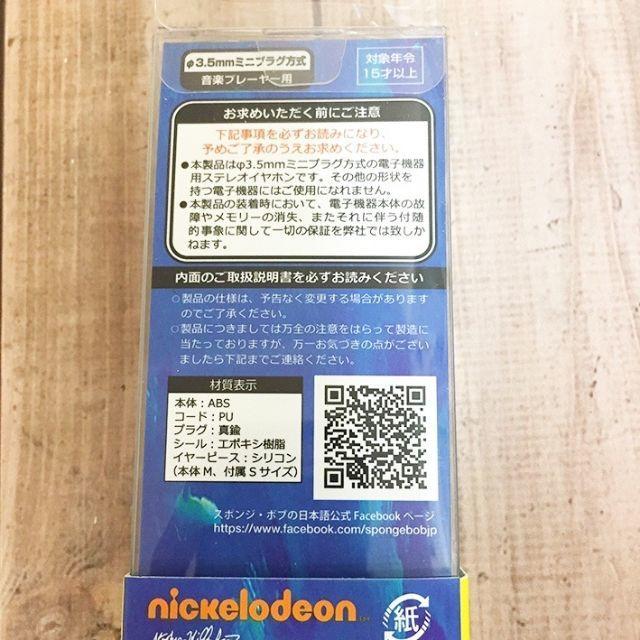 φ3.5mmミニプラグ方式
音楽プレーヤー用
対象年令
15才以上
お求めいただく前にご注意
下記事項を必ずお読みになり、
予めご了承のうえお求めください。
●本製品はφ3.5mmミニプラグ方式の電子機器
用ステレオイヤホンです。その他の形状を
持つ電子機器にはご使用になれません。
●本製品の装着時において、電子機器本体の故
障やメモリーの消失、またそれに伴う付随
的事象に関して一切の保証を弊社では致しか
ねます。
内面のご取扱説明書を必ずお読みください
○製品の仕様は、予告なく変更する場合があります
のでご了承ください。
○製品につきましては万全の注意をはらって製造に
当たっておりますが、万一お気づきの点がござい
ましたら下記までご連絡ください。
材質表示
本体：ABS
コード：PU
プラグ：真鍮
シール：エポキシ樹脂
イヤーピース：シリコン
(本体M、付属Sサイズ)
スポンジ・ボブの日本語公式Facebookページ
https://www.facebook.com/spongebobjp
nickelodeon
紙